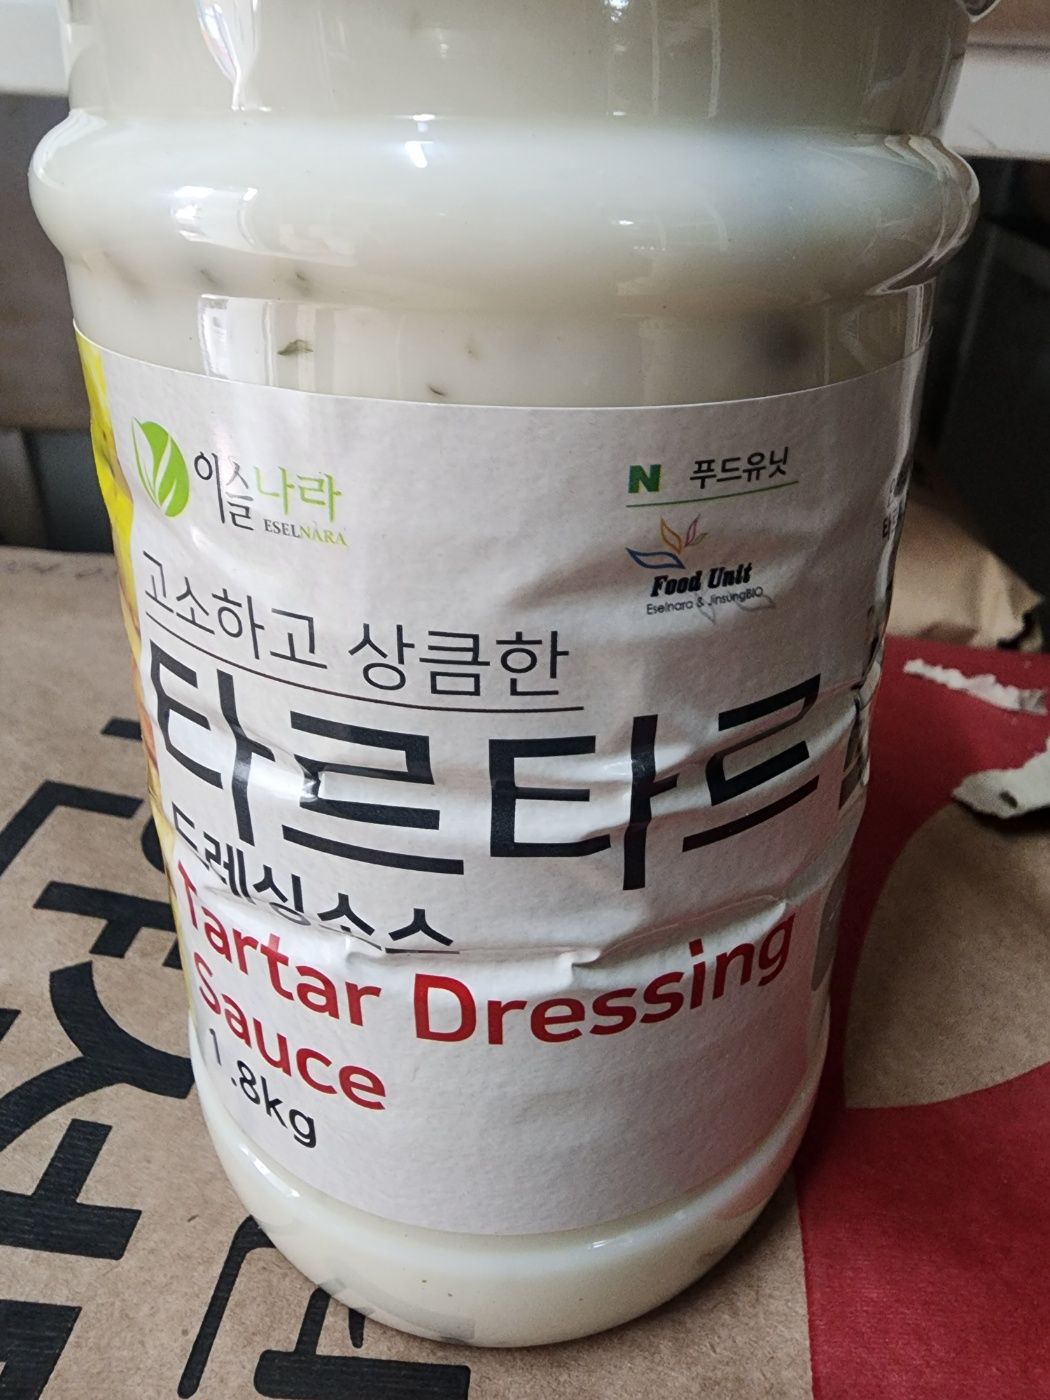 이슬나라
ESELNARA
N 푸드유닛
Food Unit
Eselnara & JinsungBIO
고소하고 상큼한
타르타르
드레싱소스
Tartar Dressing
Sauce
1.8kg